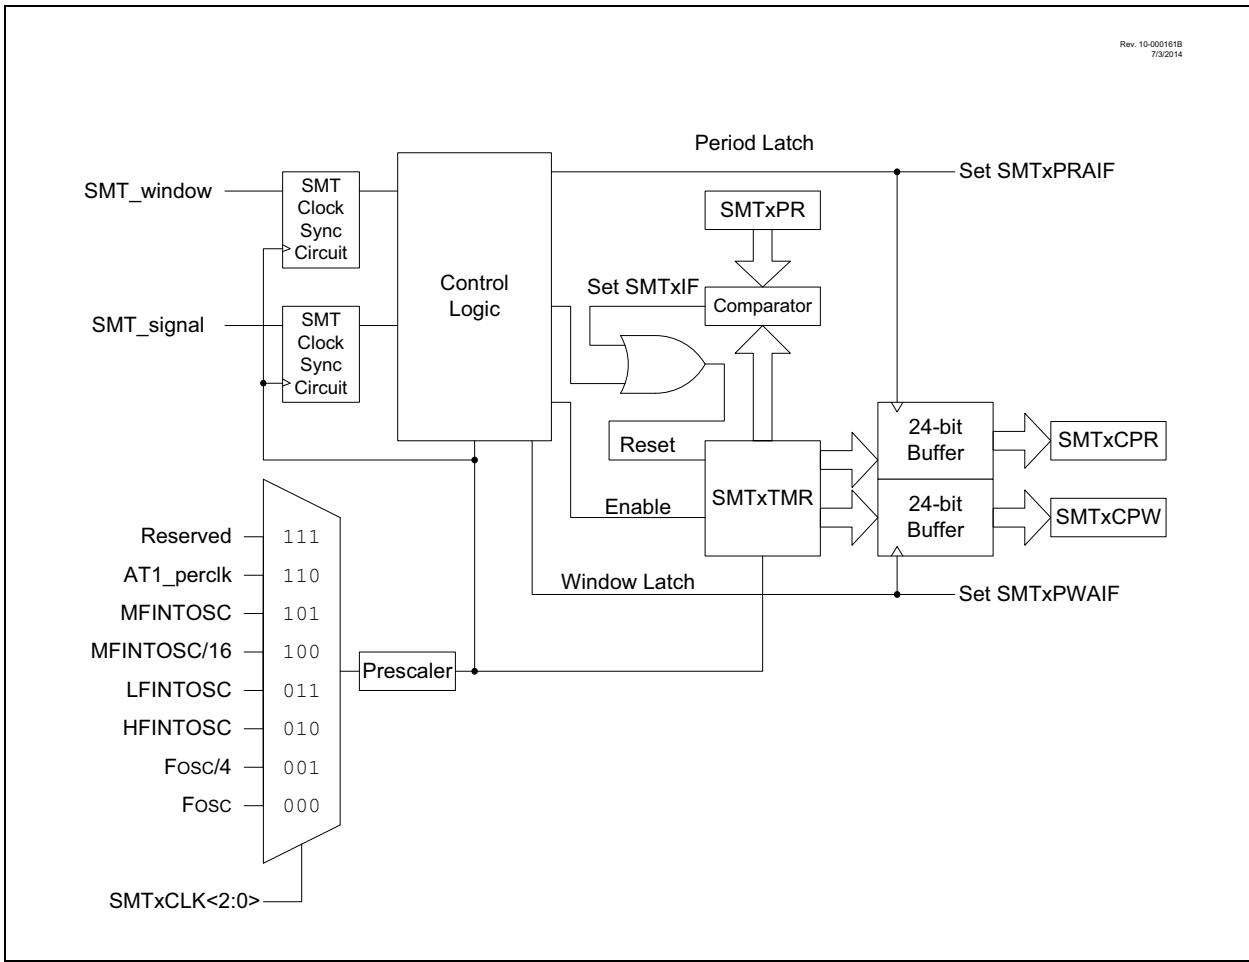 Rev. 10-000161B
7/3/2014
Period Latch
Set SMTxPRAIF
SMT_window
SMT
Clock
Sync
Circuit
SMTxPR
Control
Logic
Set SMTxIF
Comparator
SMT_signal
SMT
Clock
Sync
Circuit
Reset
SMTxTMR
Enable
24-bit
Buffer
SMTxCPR
24-bit
Buffer
SMTxCPW
Window Latch
Set SMTxPWAIF
Reserved 111
AT1_perclk 110
MFINTOSC 101
MFINTOSC/16 100
Prescaler
LFINTOSC 011
HFINTOSC 010
FOSC/4 001
FOSC 000
SMTxCLK<2:0>